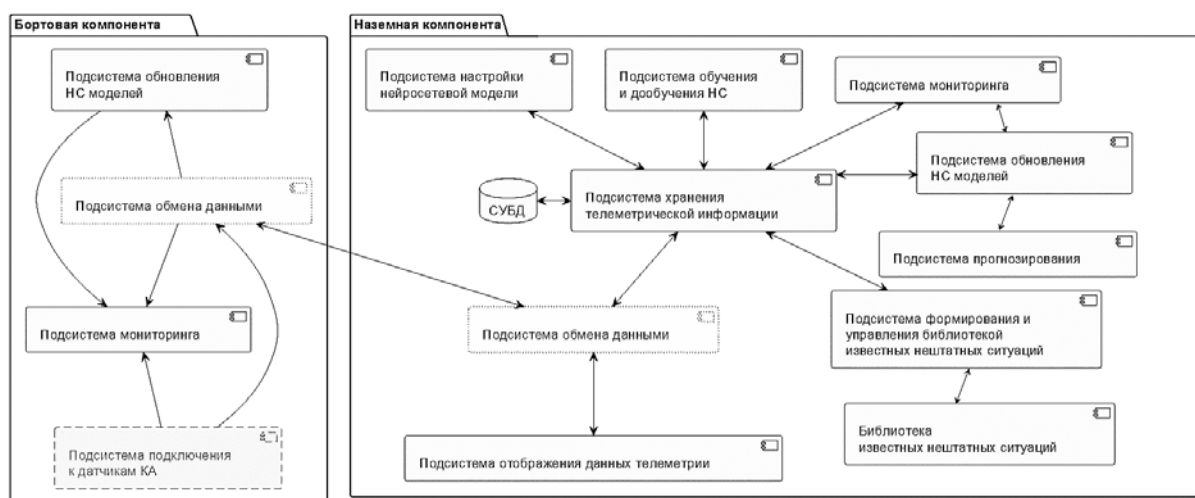 Бортовая компонента
Подсистема обновления
НС моделей
Подсистема обмена данными
Подсистема мониторинга
Подсистема подключения
к датчикам КА
Наземная компонента
Подсистема настройки
нейросетевой модели
Подсистема обучения
и дообучения НС
Подсистема мониторинга
Подсистема обновления
НС моделей
СУБД
Подсистема хранения
телеметрической информации
Подсистема прогнозирования
Подсистема обмена данными
Подсистема формирования и
управления библиотекой
известных нештатных ситуаций
Библиотека
известных нештатных ситуаций
Подсистема отображения данных телеметрии